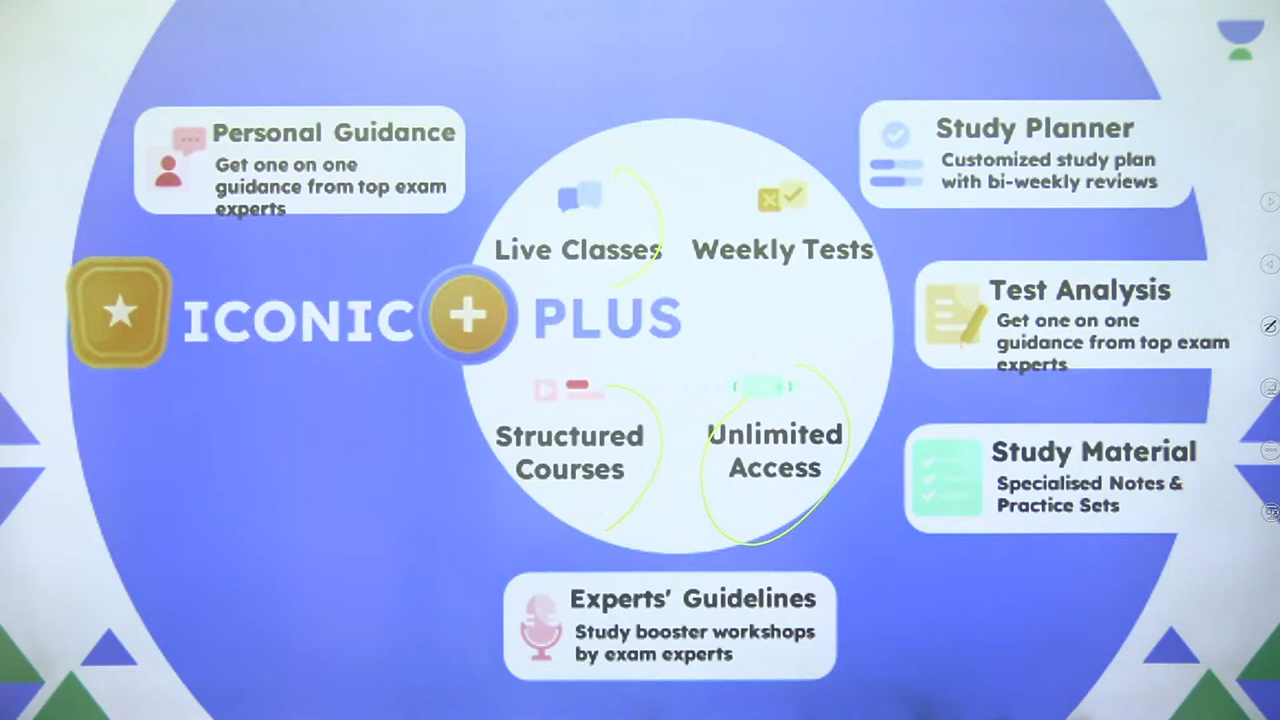 Personal Guidance
Get one on one
guidance from top exam
experts
Study Planner
Customized study plan
with bi-weekly reviews
Live Classes
Weekly Tests
ICONIC
PLUS
Test Analysis
Get one on one
guidance from top exam
experts
Structured
Courses
Unlimited
Access
Study Material
Specialised Notes &
Practice Sets
Experts' Guidelines
Study booster workshops
by exam experts